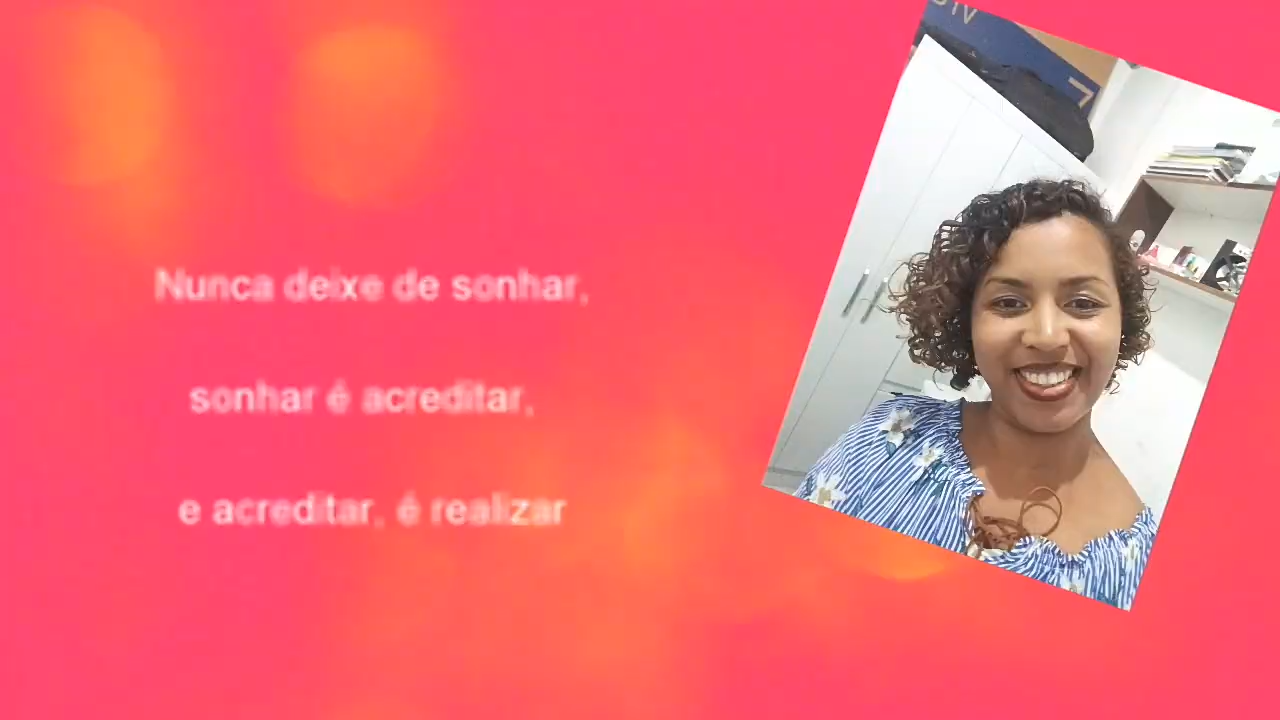 Nunca deixe de sonhar,
sonhar é acreditar,
e acreditar, é realizar